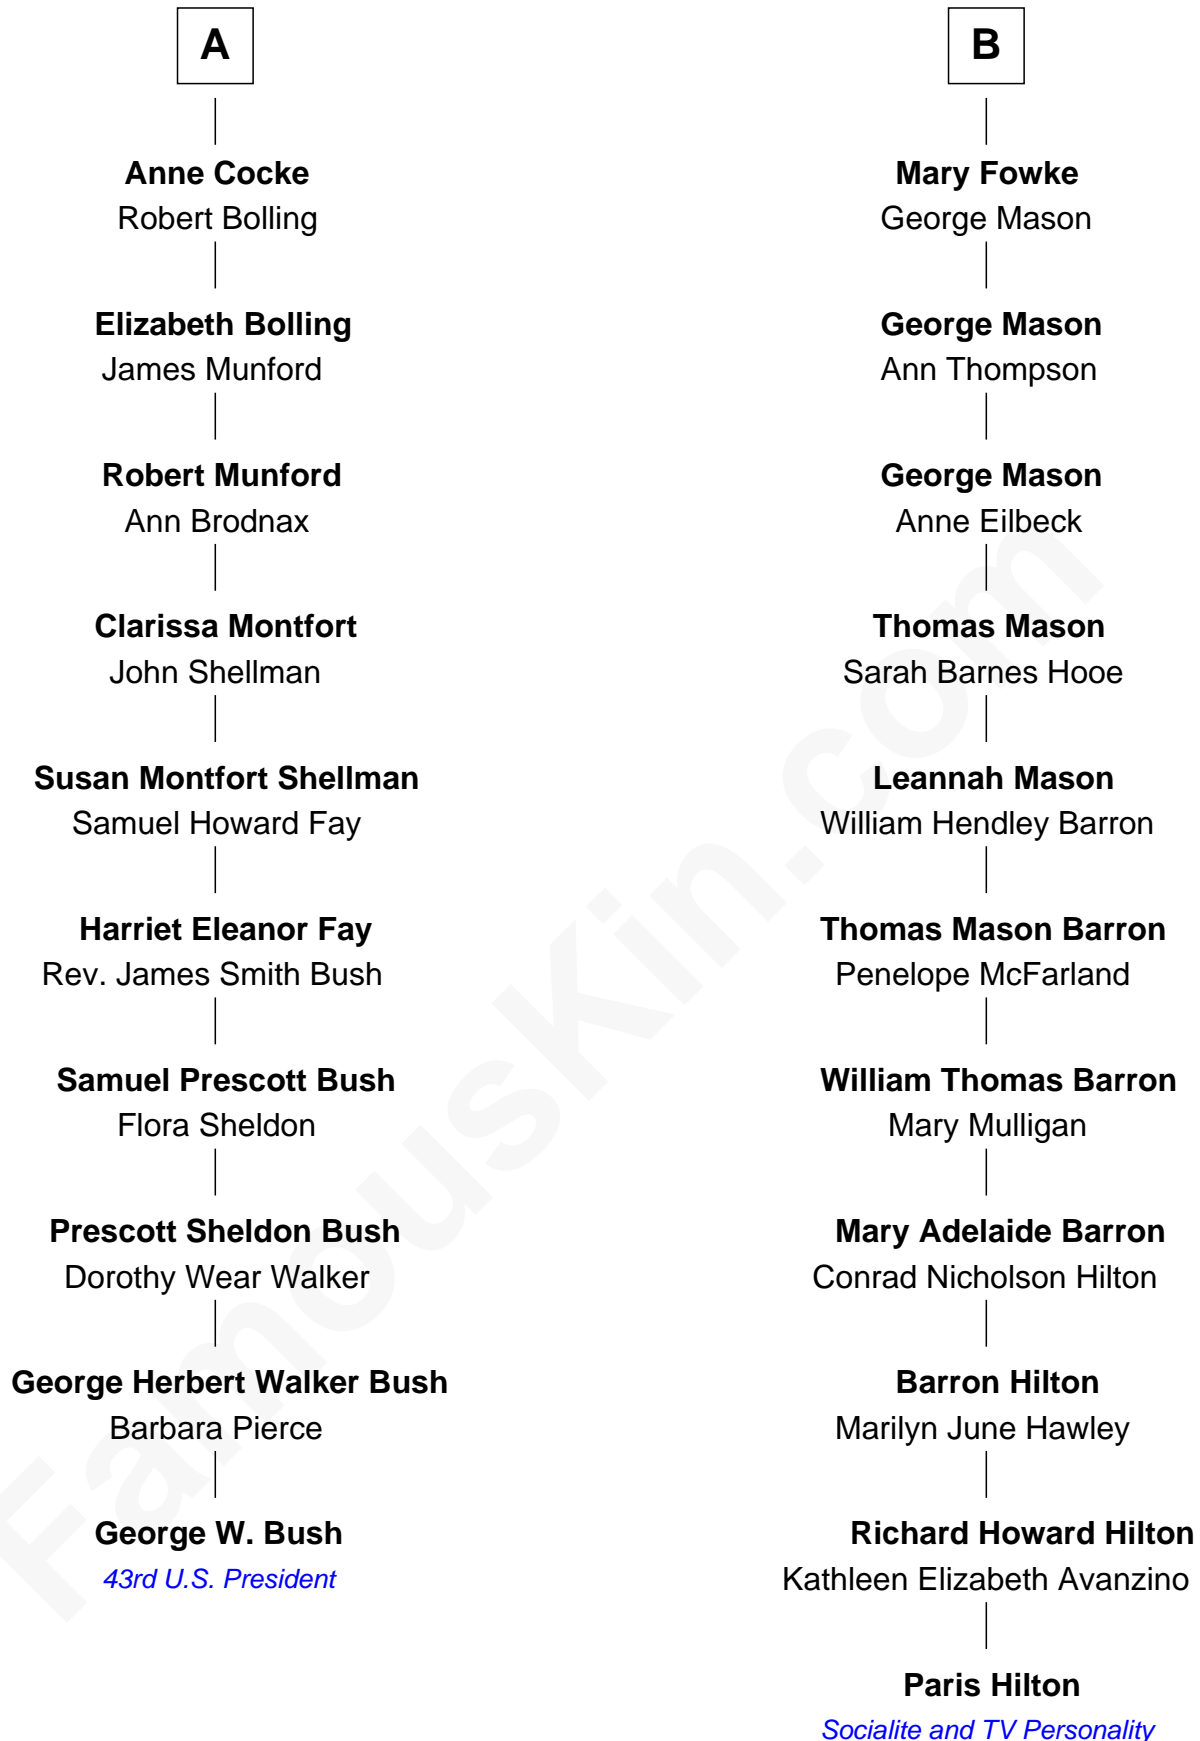 A
Anne Cocke
Robert Bolling
Elizabeth Bolling
James Munford
Robert Munford
Ann Brodnax
Clarissa Montfort
John Shellman
Susan Montfort Shellman
Samuel Howard Fay
Harriet Eleanor Fay
Rev. James Smith Bush
Samuel Prescott Bush
Flora Sheldon
Prescott Sheldon Bush
Dorothy Wear Walker
George Herbert Walker Bush
Barbara Pierce
George W. Bush
43rd U.S. President
B
Mary Fowke
George Mason
George Mason
Ann Thompson
George Mason
Anne Eilbeck
Thomas Mason
Sarah Barnes Hooe
Leannah Mason
William Hendley Barron
Thomas Mason Barron
Penelope McFarland
William Thomas Barron
Mary Mulligan
Mary Adelaide Barron
Conrad Nicholson Hilton
Barron Hilton
Marilyn June Hawley
Richard Howard Hilton
Kathleen Elizabeth Avanzino
Paris Hilton
Socialite and TV Personality
FamousKin.com